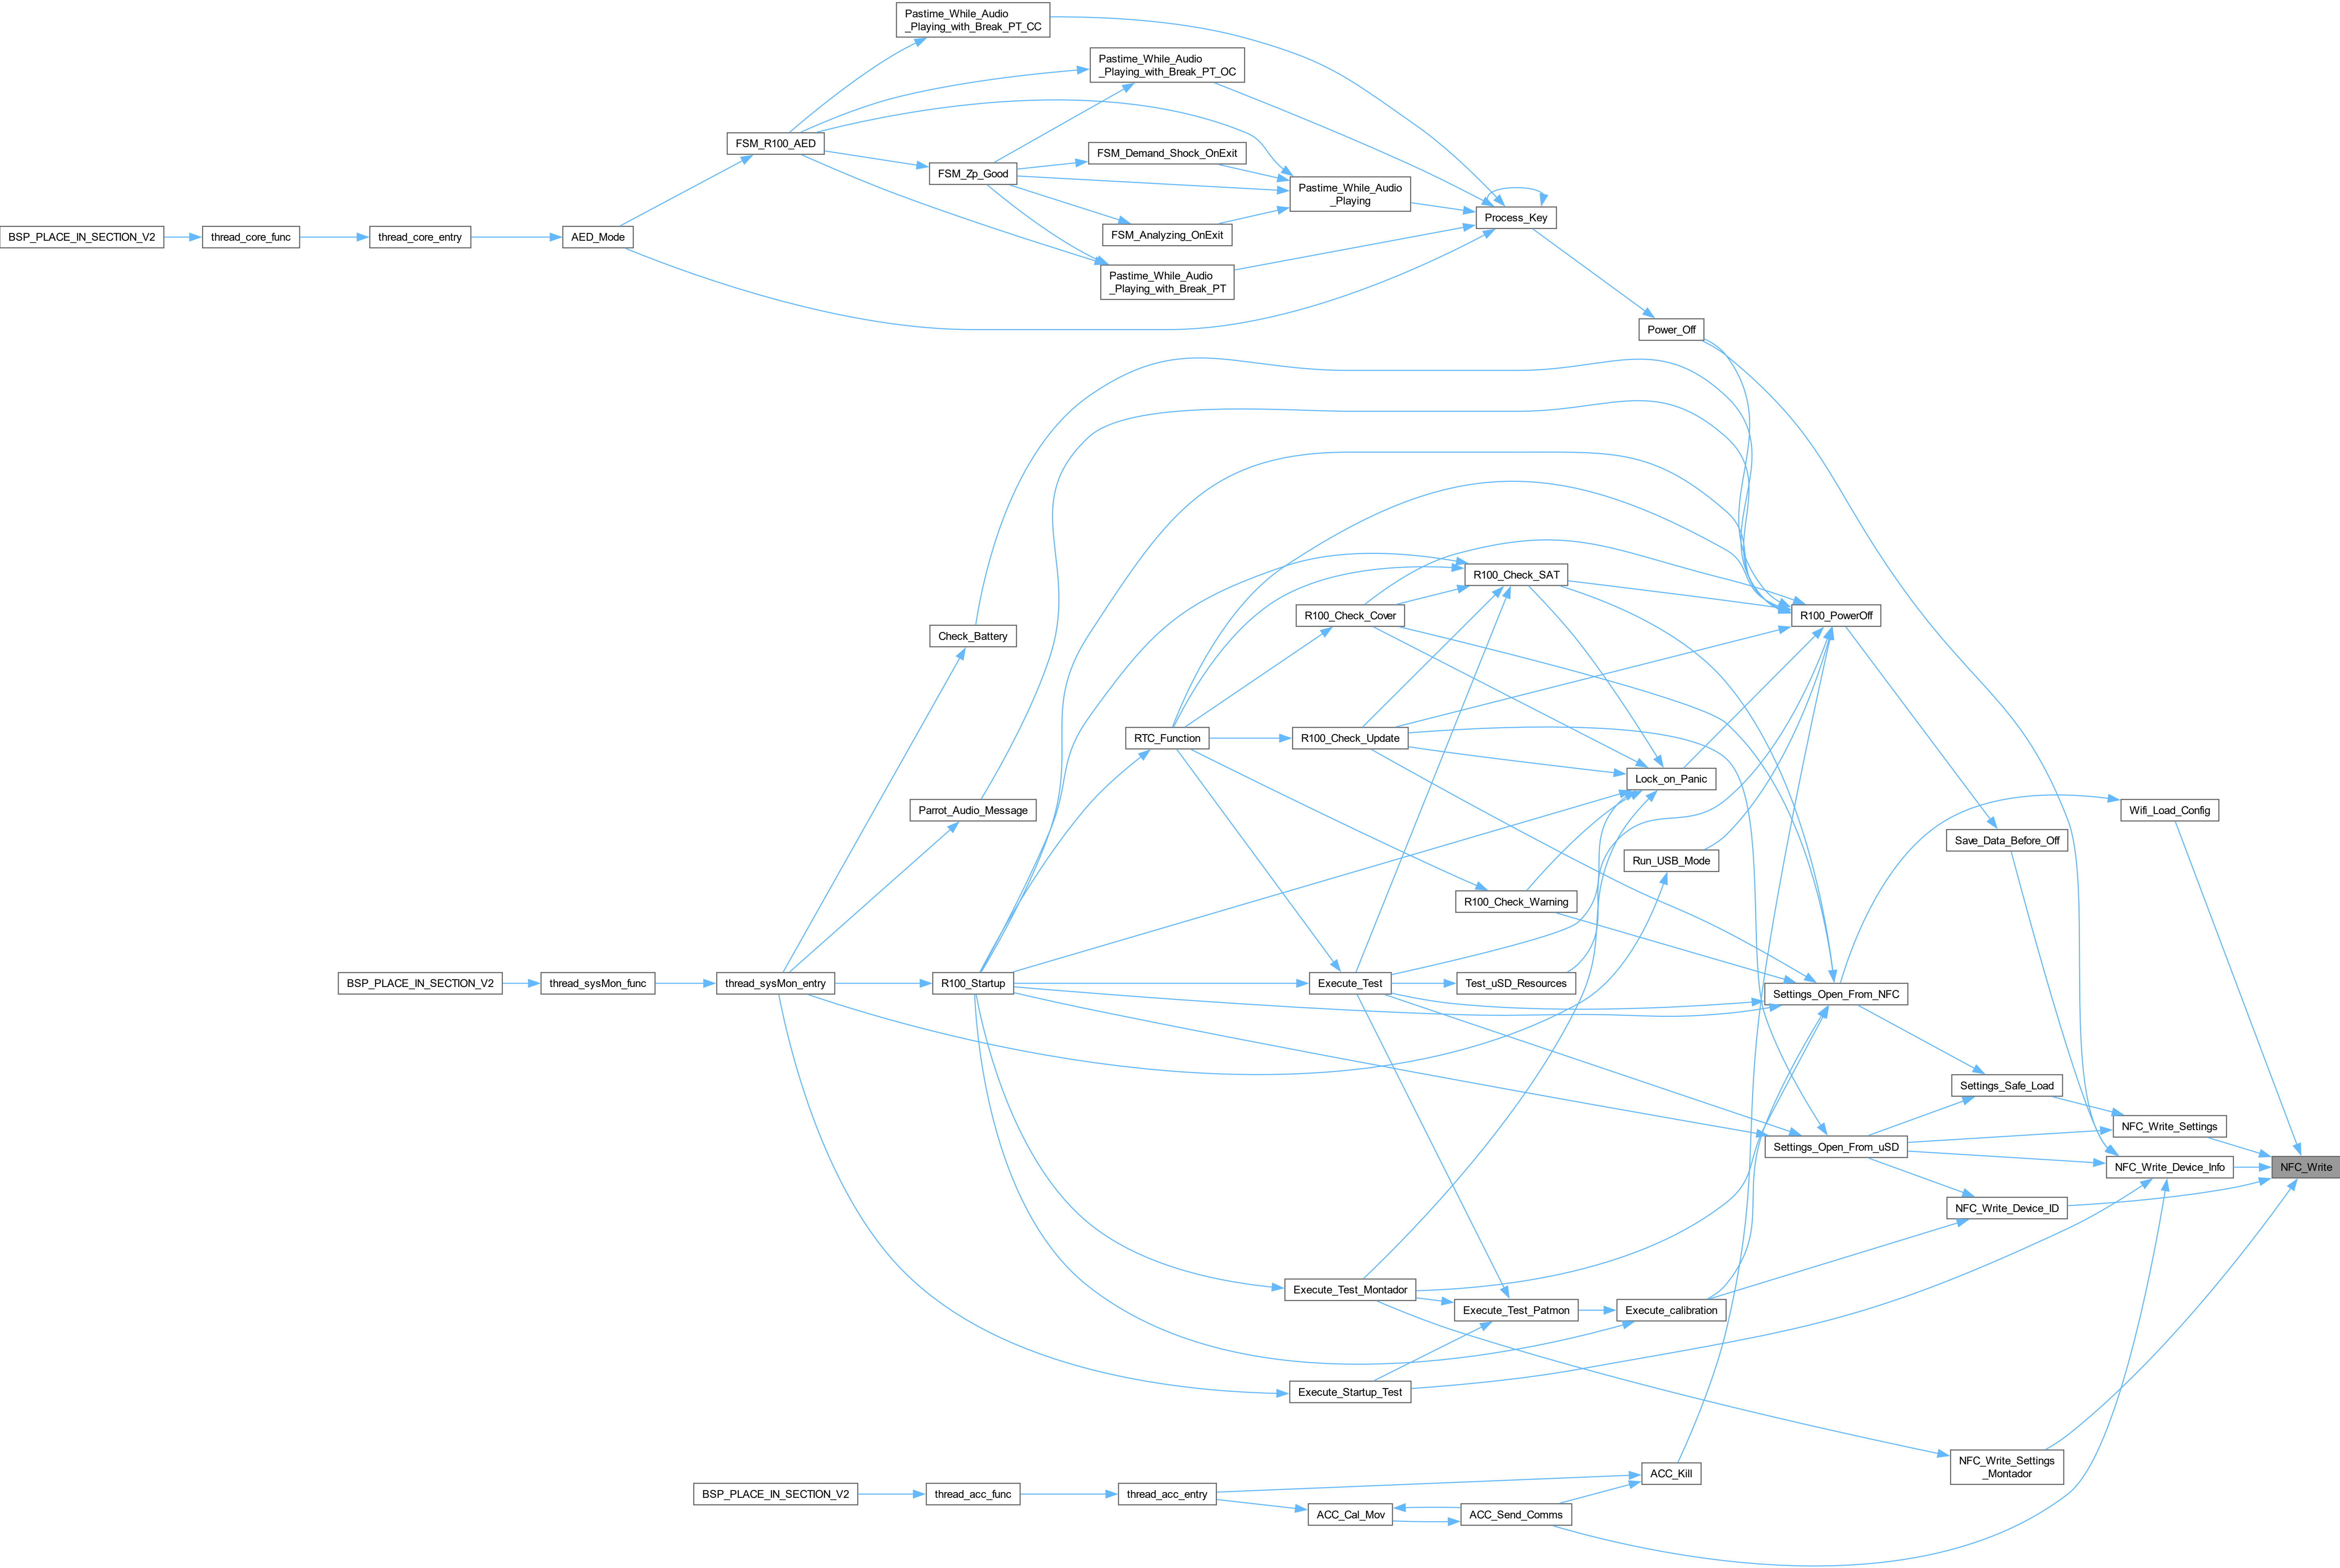 Pastime_While_Audio
_Playing_with_Break_PT_CC
Pastime_While_Audio
_Playing_with_Break_PT_OC
FSM_R100_AED
FSM_Demand_Shock_OnExit
FSM_Zp_Good
Pastime_While_Audio
_Playing
Process_Key
BSP_PLACE_IN_SECTION_V2
thread_core_func
thread_core_entry
AED_Mode
FSM_Analyzing_OnExit
Pastime_While_Audio
_Playing_with_Break_PT
Power_Off
R100_Check_SAT
R100_Check_Cover
R100_PowerOff
Check_Battery
RTC_Function
R100_Check_Update
Lock_on_Panic
Parrot_Audio_Message
Wifi_Load_Config
Save_Data_Before_Off
Run_USB_Mode
R100_Check_Warning
BSP_PLACE_IN_SECTION_V2
thread_sysMon_func
thread_sysMon_entry
R100_Startup
Execute_Test
Test_uSD_Resources
Settings_Open_From_NFC
Settings_Safe_Load
NFC_Write_Settings
Settings_Open_From_uSD
NFC_Write_Device_Info
NFC_Write
NFC_Write_Device_ID
Execute_Test_Montador
Execute_Test_Patmon
Execute_calibration
Execute_Startup_Test
NFC_Write_Settings
_Montador
ACC_Kill
BSP_PLACE_IN_SECTION_V2
thread_acc_func
thread_acc_entry
ACC_Cal_Mov
ACC_Send_Comms